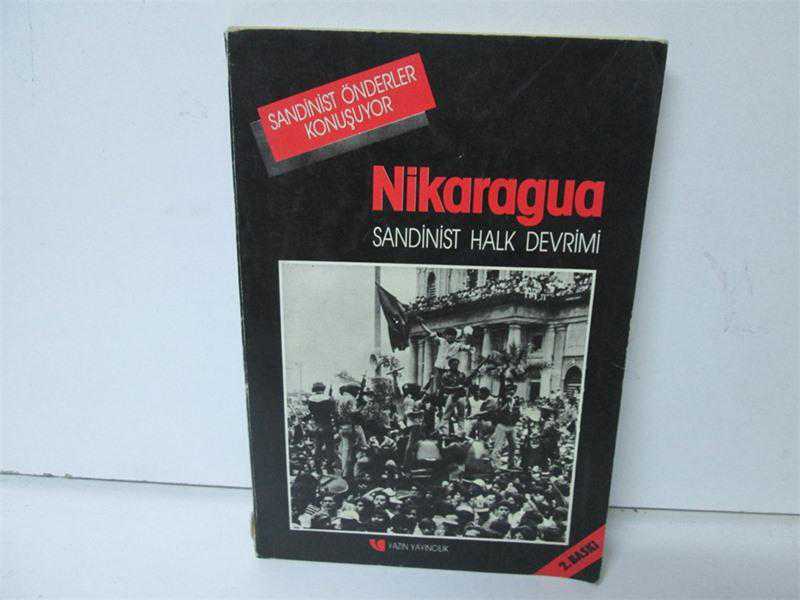 SANDİNİST ÖNDERLER
KONUŞUYOR
Nikaragua
SANDİNİST HALK DEVRİMİ
YAZIN YAYINCILIK
2. BASKI